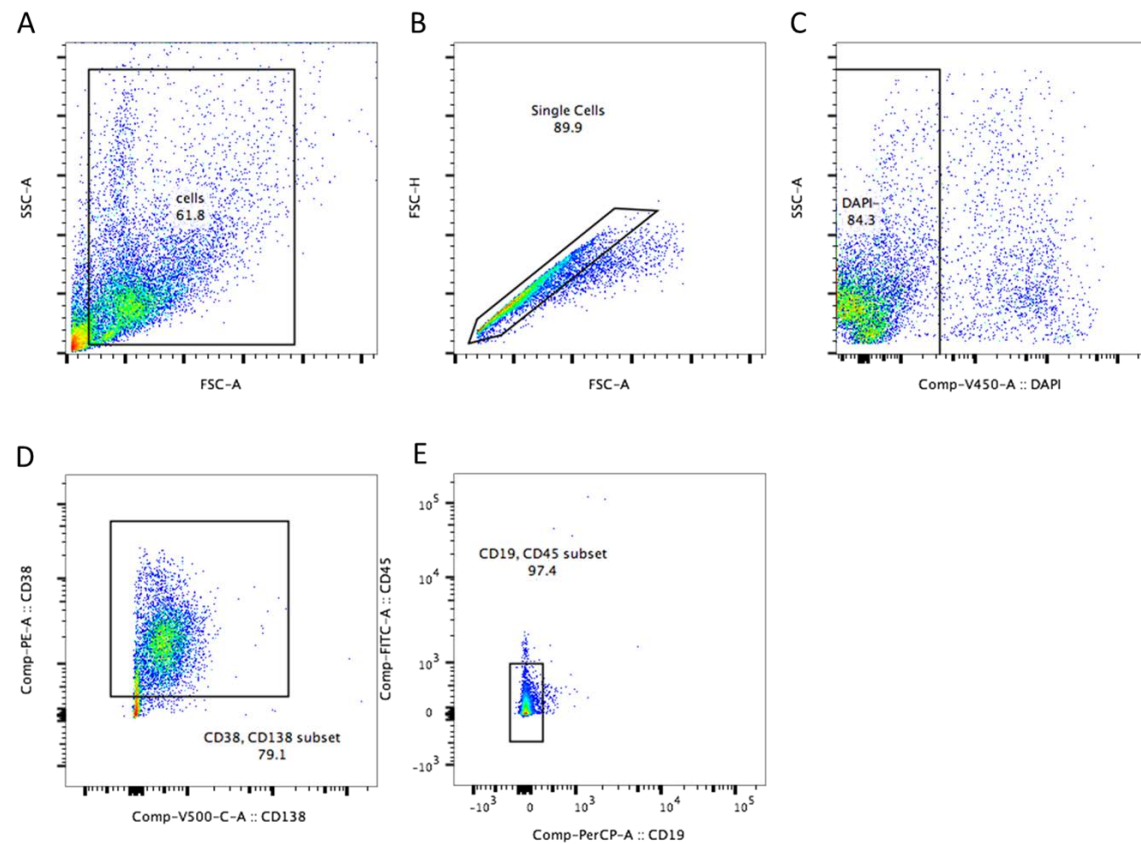 A
B
C
SSC-A
cells
61.8
FSC-A
FSC-H
Single Cells
89.9
FSC-A
SSC-A
DAPI-
84.3
Comp-V450-A :: DAPI
D
E
Comp-PE-A :: CD38
CD38, CD138 subset
79.1
Comp-V500-C-A :: CD138
Comp-FITC-A :: CD45
10^5
10^4
10^3
0
-10^3
CD19, CD45 subset
97.4
-10^3 0 10^3 10^4 10^5
Comp-PerCP-A :: CD19